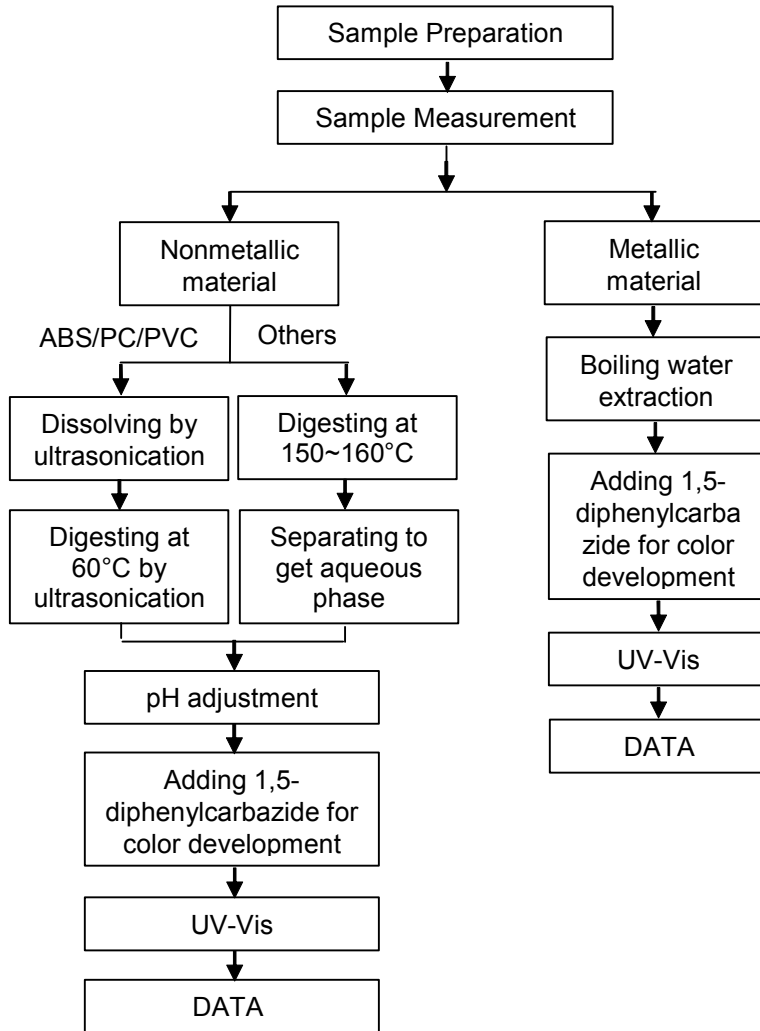 Sample Preparation
Sample Measurement
Nonmetallic
material
ABS/PC/PVC
Others
Dissolving by
ultrasonication
Digesting at
150~160°C
Digesting at
60°C by
ultrasonication
Separating to
get aqueous
phase
pH adjustment
Adding 1,5-
diphenylcarbazide for
color development
UV-Vis
DATA
Metallic
material
Boiling water
extraction
Adding 1,5-
diphenylcarba
zide for color
development
UV-Vis
DATA